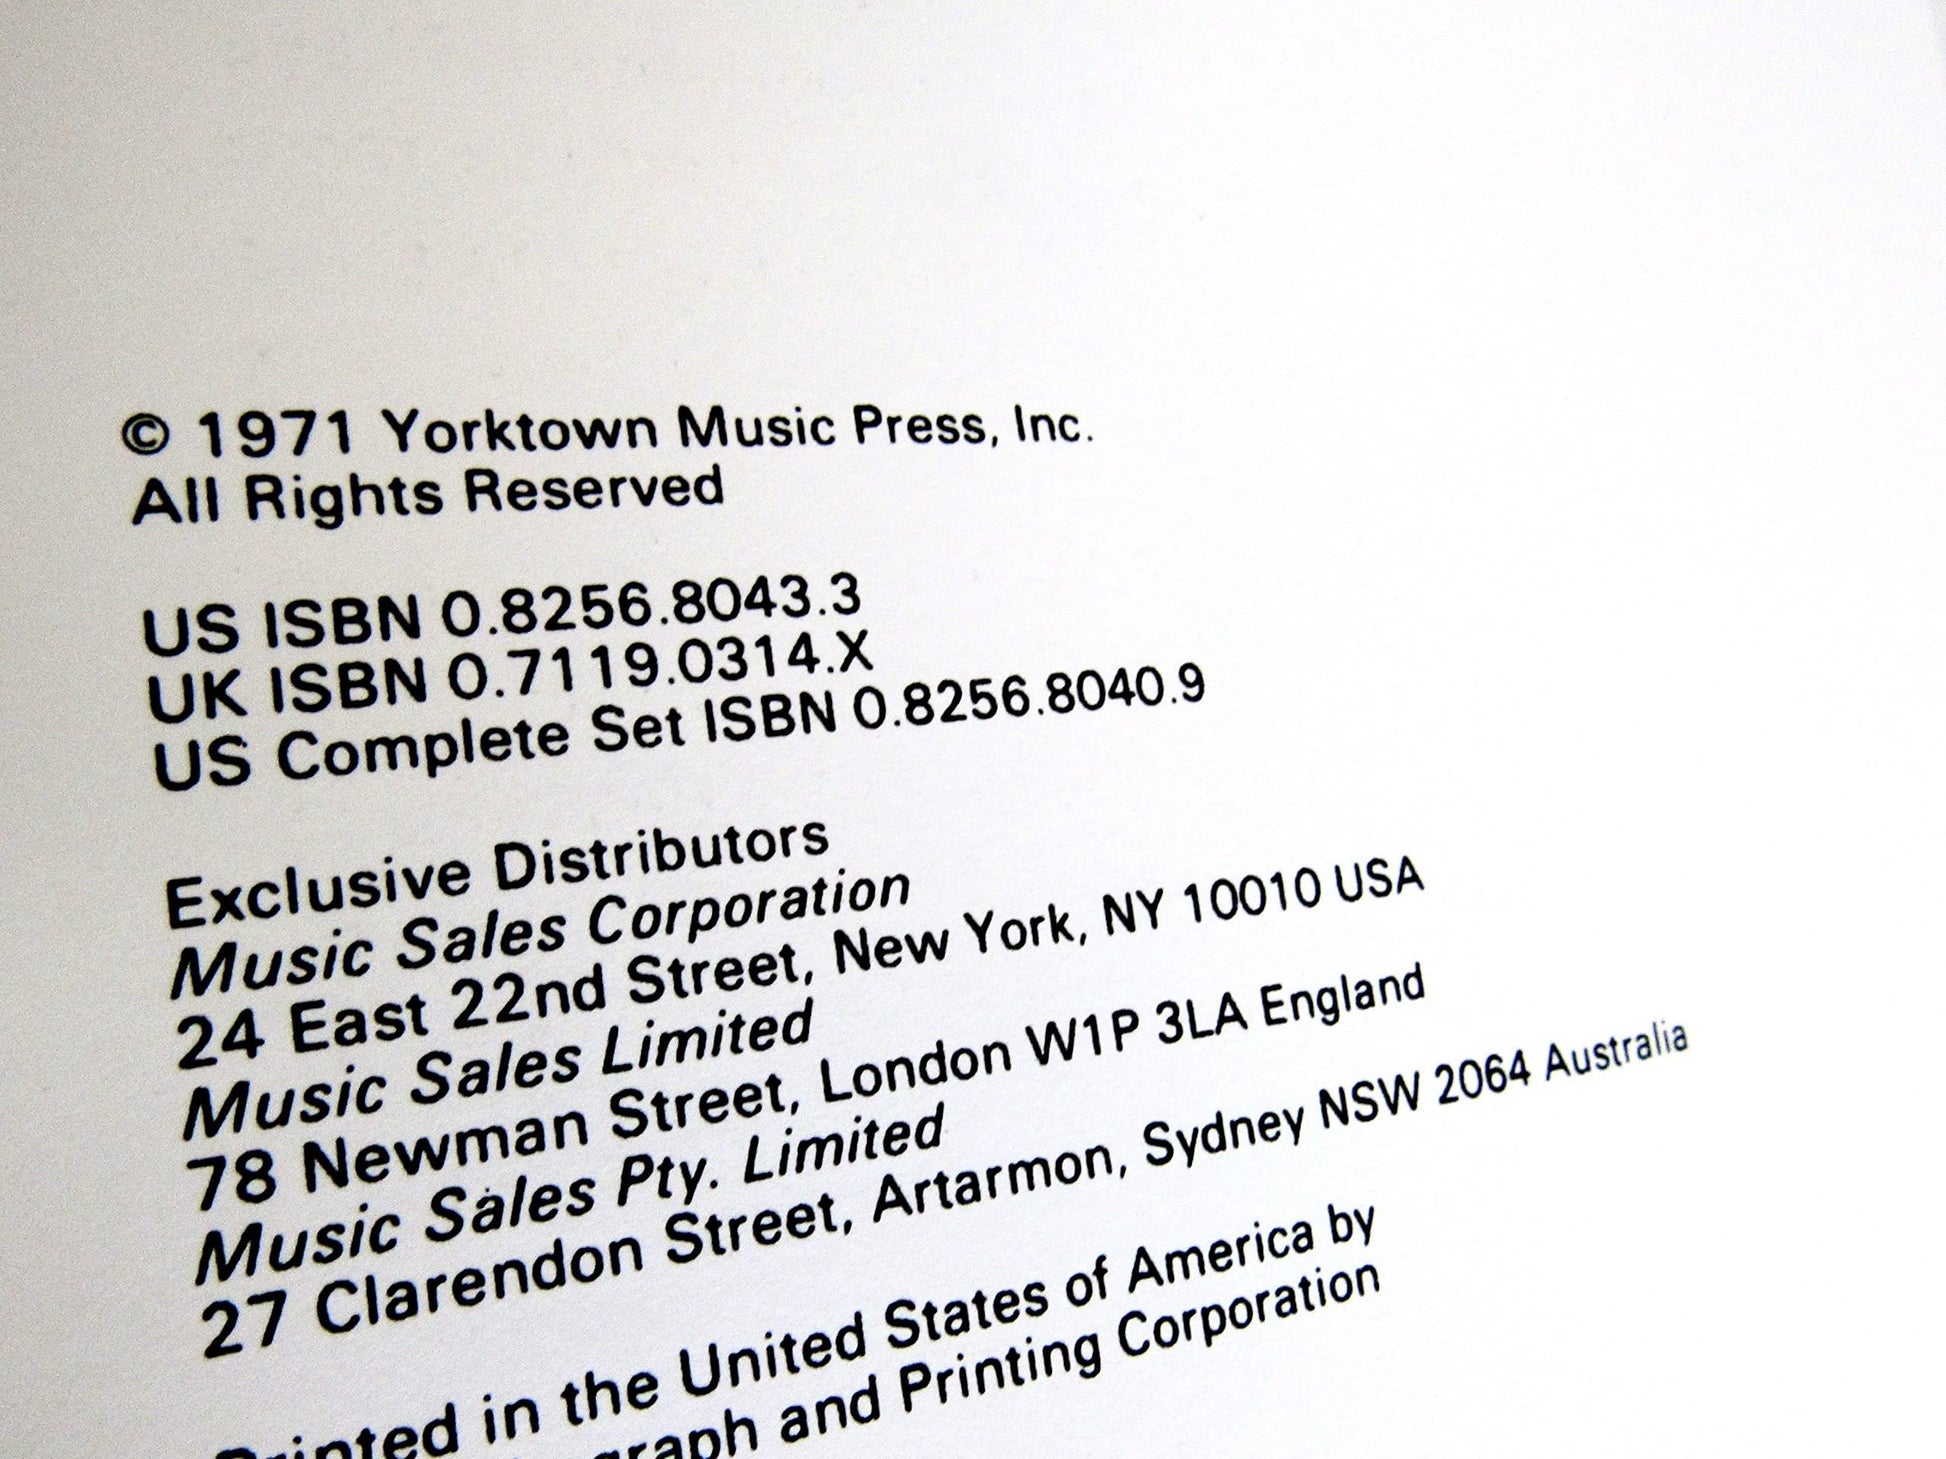 © 1971 Yorktown Music Press, Inc.
All Rights Reserved
US ISBN 0.8256.8043.3
UK ISBN 0.7119.0314.X
US Complete Set ISBN 0.8256.8040.9
Exclusive Distributors
Music Sales Corporation
24 East 22nd Street, New York, NY 10010 USA
Music Sales Limited
78 Newman Street, London W1P 3LA England
Music Sales Pty. Limited
27 Clarendon Street, Artarmon, Sydney NSW 2064 Australia
Printed in the United States of America by
and Printing Corporation